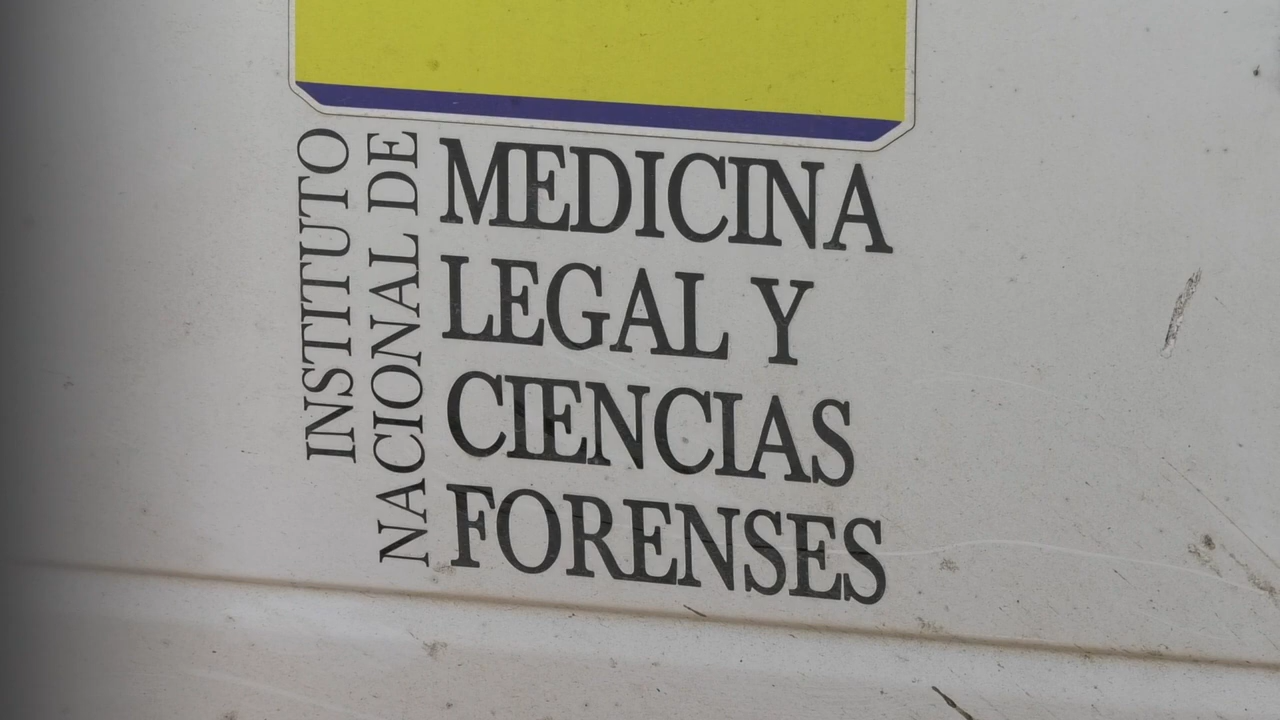 INSTITUTO
NACIONAL DE
MEDICINA
LEGAL Y
CIENCIAS
FORENSES